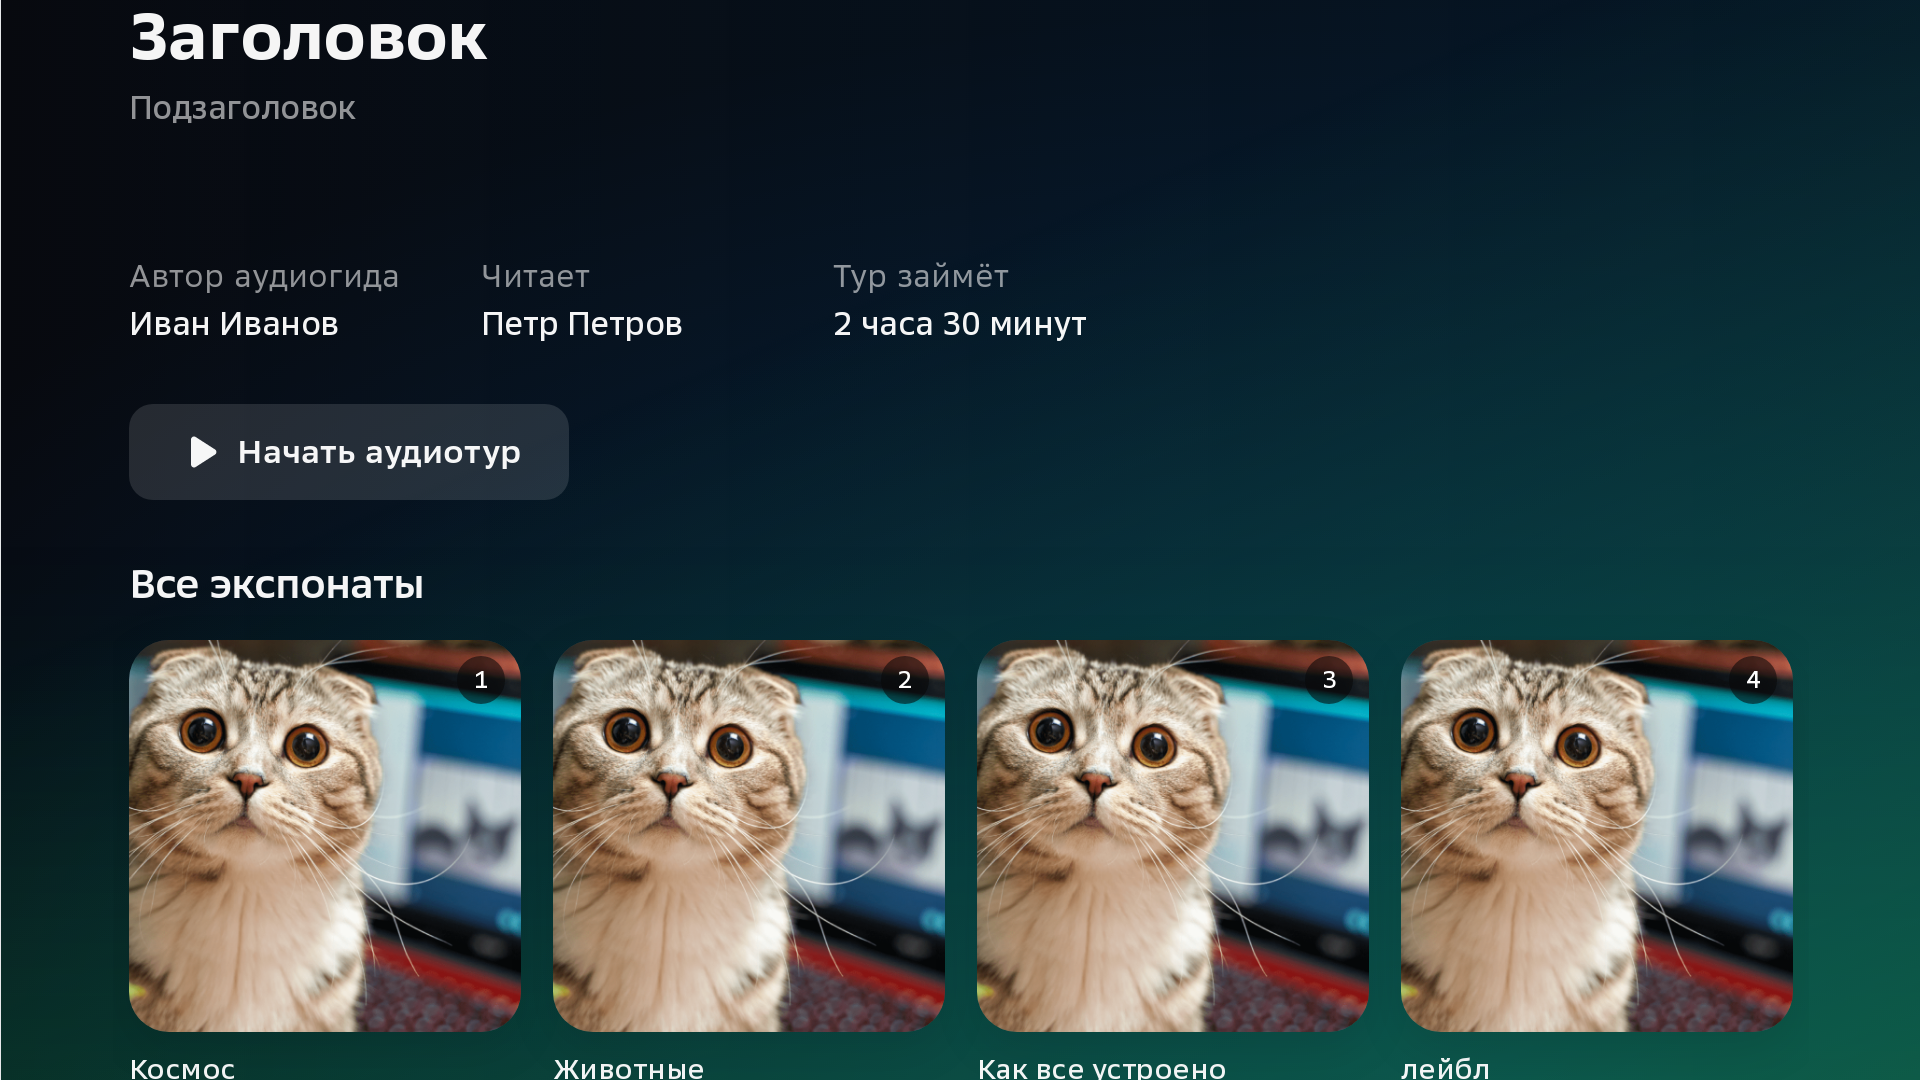 Заголовок
Подзаголовок
Автор аудиогида
Иван Иванов
Читает
Петр Петров
Тур займёт
2 часа 30 минут
Начать аудиотур
Все экспонаты
1
2
3
4
Космос
Животные
Как все устроено
лейбл